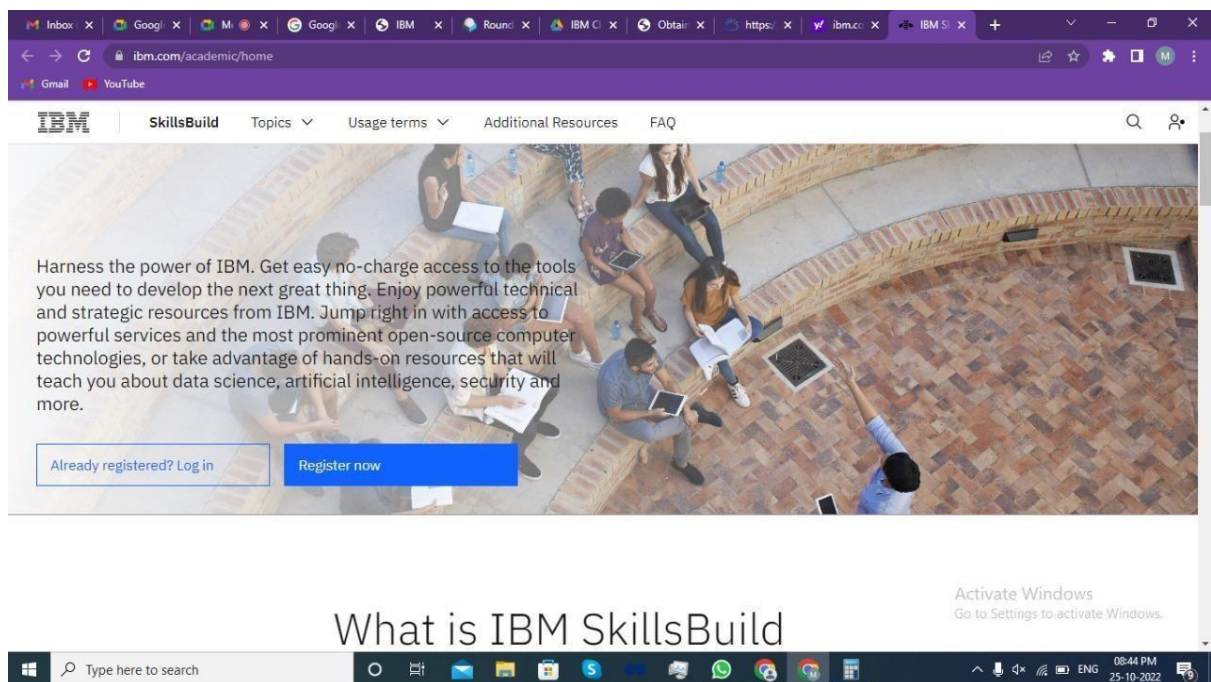 Inbox
Googl
M
Googl
IBM
Round
IBM Cl
Obtain
https:/
ibm.co
IBM S
ibm.com/academic/home
M
Gmail YouTube
IBM SkillsBuild Topics Usage terms Additional Resources FAQ
Harness the power of IBM. Get easy no-charge access to the tools
you need to develop the next great thing. Enjoy powerful technical
and strategic resources from IBM. Jump right in with access to
powerful services and the most prominent open-source computer
technologies, or take advantage of hands-on resources that will
teach you about data science, artificial intelligence, security and
more.
Already registered? Log in Register now
Activate Windows
Go to Settings to activate Windows.
What is IBM SkillsBuild
Type here to search
ENG
08:44 PM
25-10-2022